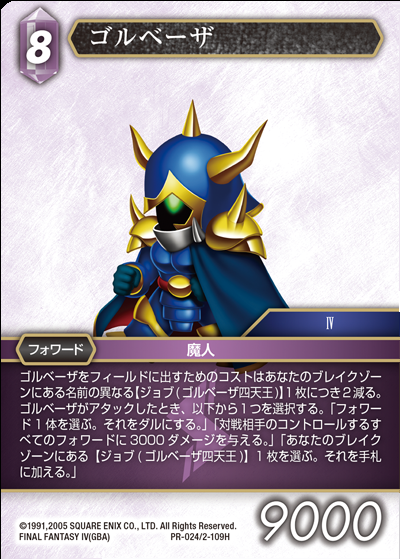 8
ゴルベーザ
IV
フォワード
魔人
ゴルベーザをフィールドに出すためのコストはあなたのブレイクゾー
ンにある名前の異なる【ジョブ(ゴルベーザ四天王)】1枚につき2減る。
ゴルベーザがアタックしたとき、以下から1つを選択する。「フォワー
ド1体を選ぶ。それをダルにする。」「対戦相手のコントロールするす
べてのフォワードに3000ダメージを与える。」「あなたのブレイク
ゾーンにある【ジョブ(ゴルベーザ四天王)】1枚を選ぶ。それを手札
に加える。」
©1991,2005 SQUARE ENIX CO., LTD. All Rights Reserved.
FINAL FANTASY IV(GBA)
PR-024/2-109H
9000